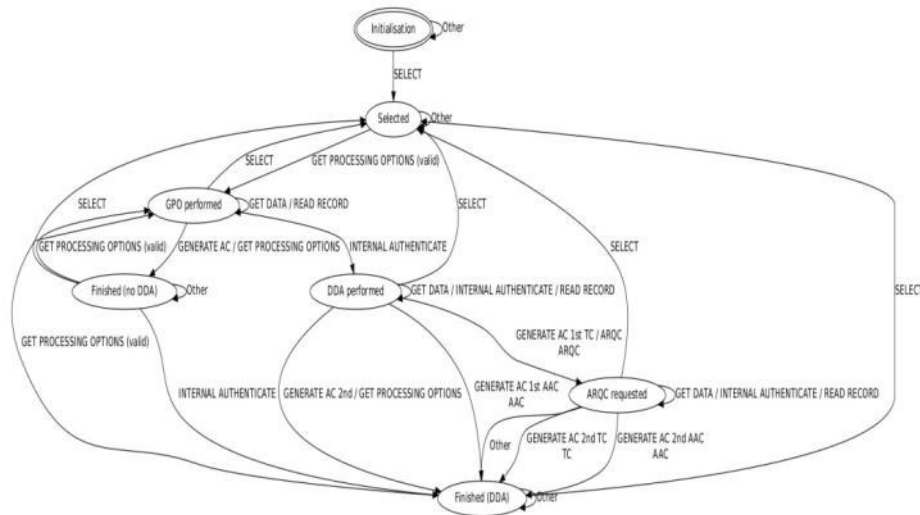 Initialisation
Other
SELECT
Selected
Other
GET PROCESSING OPTIONS (valid)
SELECT
SELECT
GPO performed
GET DATA / READ RECORD
SELECT
GET PROCESSING OPTIONS (valid)
GENERATE AC / GET PROCESSING OPTIONS
INTERNAL AUTHENTICATE
SELECT
Finished (no DDA)
Other
DDA performed
GET DATA / INTERNAL AUTHENTICATE / READ RECORD
SELECT
GET PROCESSING OPTIONS (valid)
GENERATE AC 1st TC / ARQC
ARQC
INTERNAL AUTHENTICATE
GENERATE AC 2nd / GET PROCESSING OPTIONS
GENERATE AC 1st AAC
AAC
ARQC requested
GET DATA / INTERNAL AUTHENTICATE / READ RECORD
Other
GENERATE AC 2nd TC
TC
GENERATE AC 2nd AAC
AAC
Finished (DDA)
Other